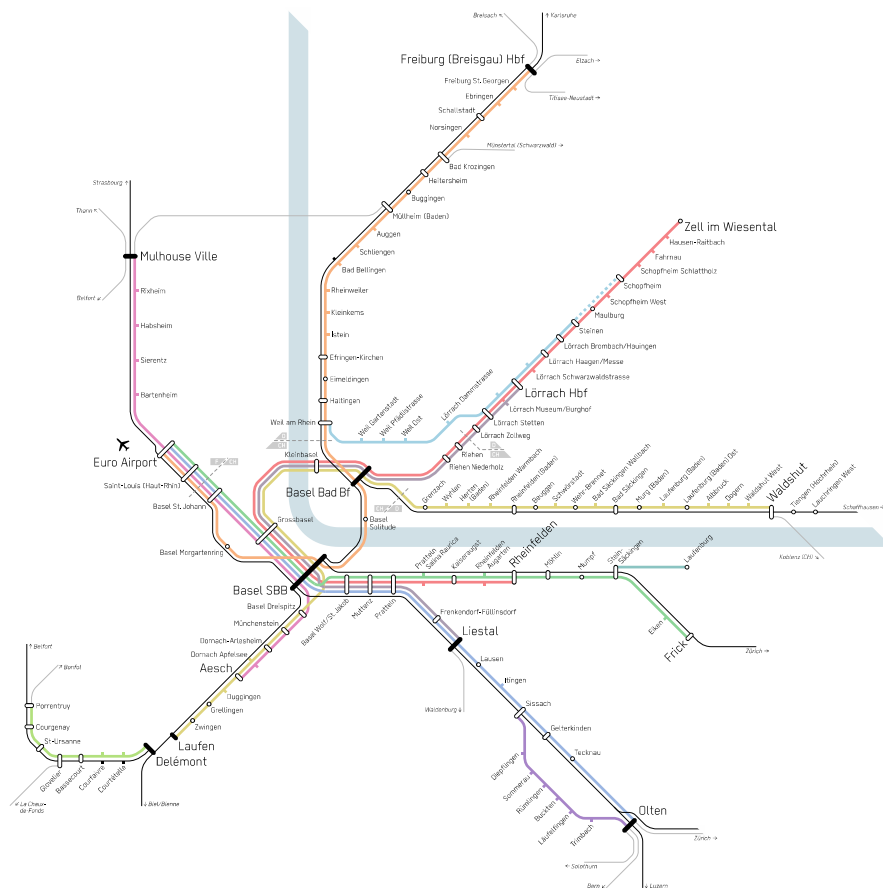 Breisach ↖
↑ Karlsruhe
Freiburg (Breisgau) Hbf
Elzach →
Freiburg St. Georgen
Titisee-Neustadt →
Ebringen
Schallstadt
Norsingen
Münstertal (Schwarzwald) →
Bad Krozingen
Heitersheim
Buggingen
Müllheim (Baden)
Auggen
Schliengen
Bad Bellingen
Rheinweiler
Kleinkems
Istein
Efringen-Kirchen
Eimeldingen
Haltingen
Weil am Rhein
Strasbourg ↑
Thann ↖
Mulhouse Ville
Belfort ↙
Rixheim
Habsheim
Sierentz
Bartenheim
Euro Airport
Saint-Louis (Haut-Rhin)
Basel St. Johann
Basel Morgartenring
Zell im Wiesental
Hausen-Raitbach
Fahrnau
Schopfheim Schlattholz
Schopfheim
Schopfheim West
Maulburg
Steinen
Lörrach Brombach/Hauingen
Lörrach Haagen/Messe
Lörrach Schwarzwaldstrasse
Lörrach Hbf
Lörrach Museum/Burghof
Lörrach Stetten
Lörrach Zollweg
Riehen
Riehen Niederholz
Lörrach Dammstrasse
Weil Gartenstadt
Weil Pfädlistrasse
Weil Ost
D
CH
F
CH
D
CH
CH
D
Kleinbasel
Basel Bad Bf
Grossbasel
Basel
Solitude
Grenzach
Wyhlen
Herten
(Baden)
Rheinfelden Warmbach
Rheinfelden (Baden)
Beuggen
Schwörstadt
Wehr-Brennet
Bad Säckingen Wallbach
Bad Säckingen
Murg (Baden)
Laufenburg (Baden)
Laufenburg (Baden) Ost
Albbruck
Dogern
Waldshut West
Waldshut
Tiengen (Hochrhein)
Lauchringen West
Schaffhausen →
Koblenz (CH) ↘
Basel SBB
Basel Wolf/St. Jakob
Muttenz
Pratteln
Pratteln
Salina Raurica
Kaiseraugst
Rheinfelden
Augarten
Rheinfelden
Möhlin
Mumpf
Stein-
Säckingen
Laufenburg
Eiken
Frick
Zürich →
Basel Dreispitz
Münchenstein
Dornach-Arlesheim
Dornach Apfelsee
Aesch
Duggingen
Grellingen
Zwingen
Laufen
Delémont
↓ Biel/Bienne
↑ Belfort
↗ Bonfol
Porrentruy
Courgenay
St-Ursanne
Glovelier
Bassecourt
Courfaivre
Courtételle
↙ La Chaux-
de-Fonds
Frenkendorf-Füllinsdorf
Liestal
Waldenburg ↓
Lausen
Itingen
Sissach
Gelterkinden
Tecknau
Diepflingen
Sommerau
Rümlingen
Buckten
Läufelfingen
Trimbach
Olten
Zürich →
← Solothurn
Bern ↙
↓ Luzern